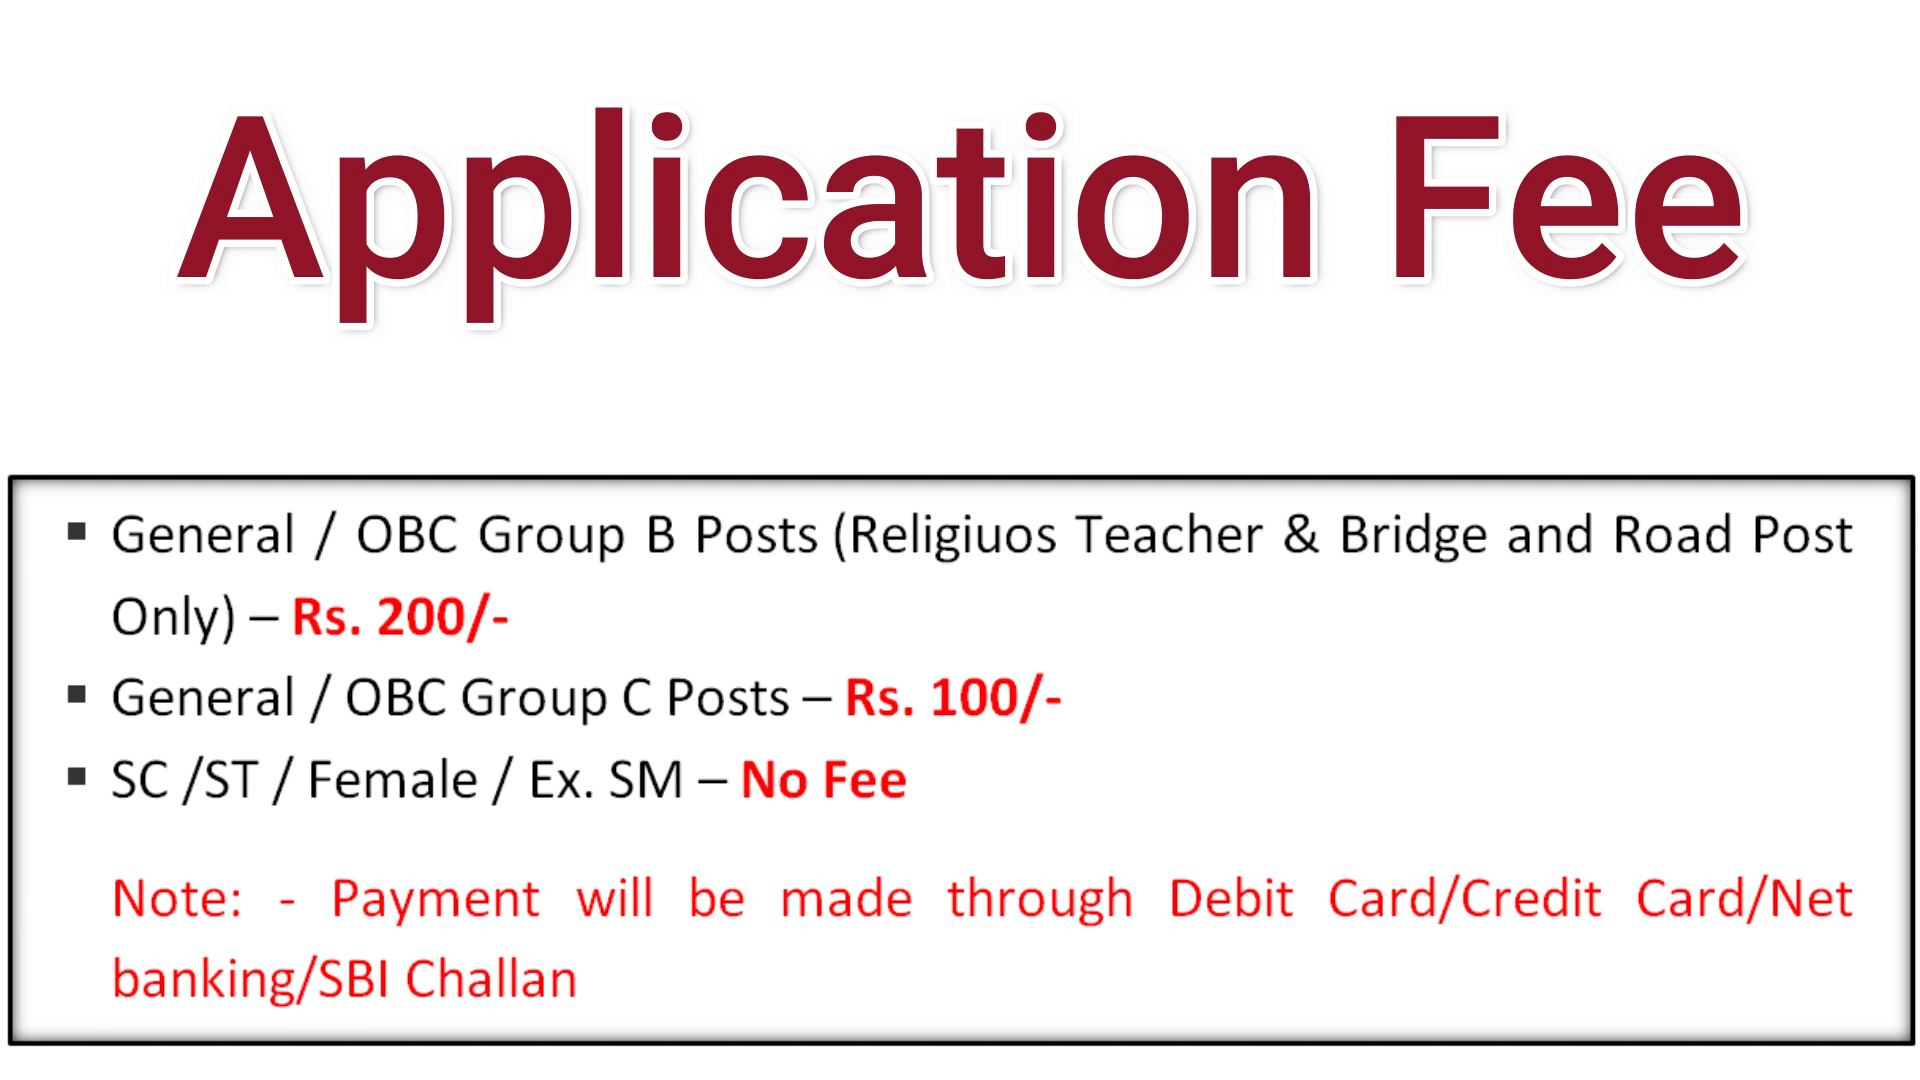 Application Fee
▪ General / OBC Group B Posts (Religiuos Teacher & Bridge and Road Post
Only) – Rs. 200/-
▪ General / OBC Group C Posts – Rs. 100/-
▪ SC /ST / Female / Ex. SM – No Fee
Note: - Payment will be made through Debit Card/Credit Card/Net
banking/SBI Challan